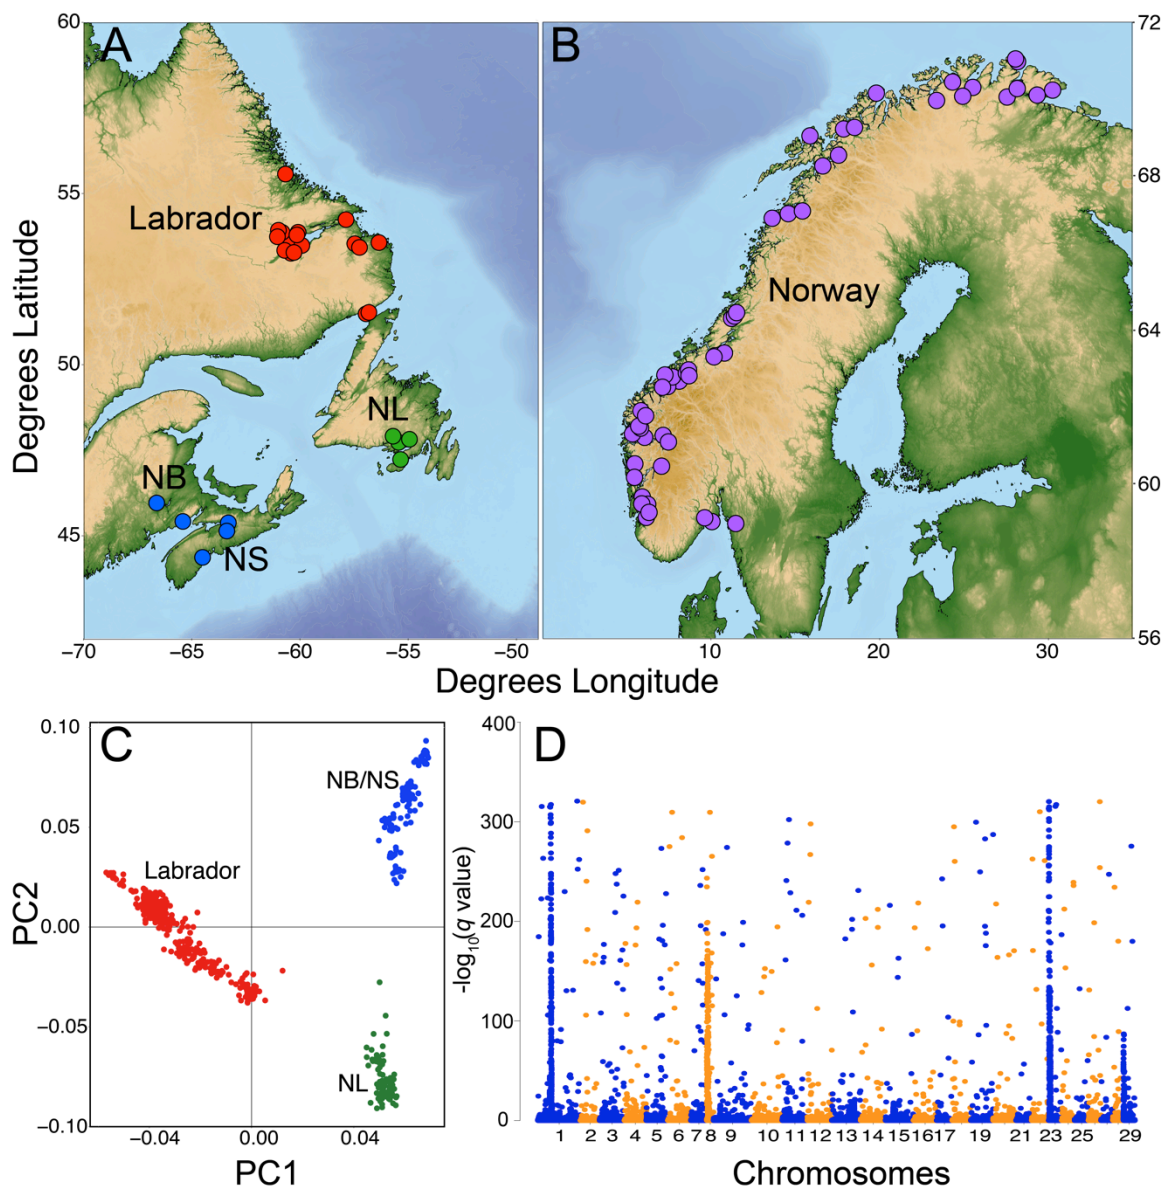 A
B
60
55
50
45
Degrees Latitude
Labrador
NL
NB
NS
Norway
72
68
64
60
56
−70
−65
−60
−55
−50
10
20
30
Degrees Longitude
C
D
0.10
0.05
0.00
−0.05
−0.10
PC2
NB/NS
Labrador
NL
−0.04
0.00
0.04
PC1
400
300
200
100
0
-log10(q value)
1
2
3
4
5
6
7
8
9
10
11
12
13
14
15
16
17
19
21
23
25
29
Chromosomes